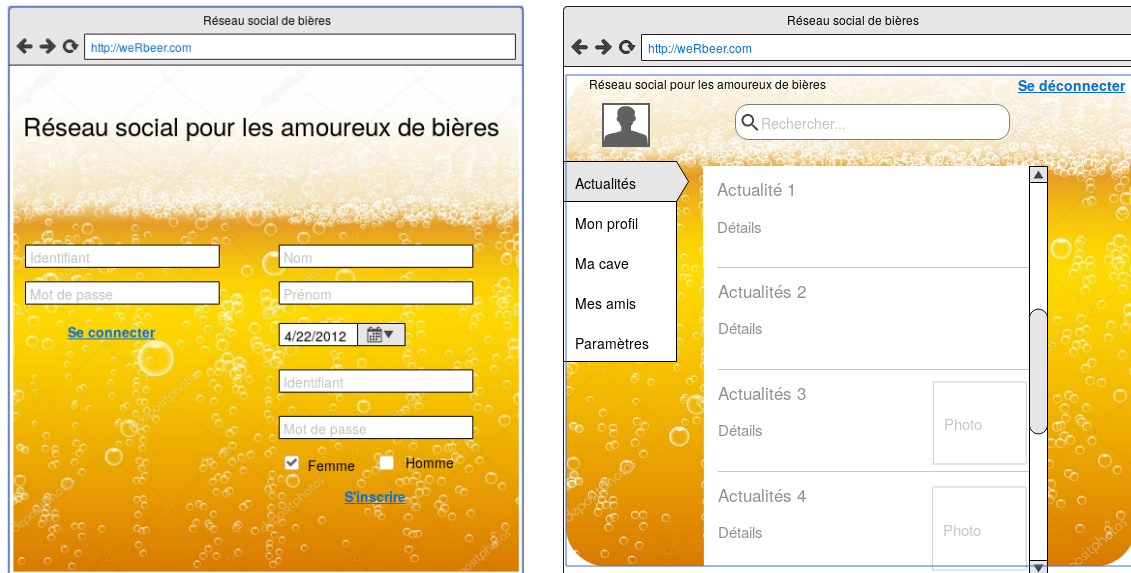 Réseau social de bières
http://weRbeer.com
Réseau social pour les amoureux de bières
Identifiant
Mot de passe
Se connecter
Nom
Prénom
4/22/2012
Identifiant
Mot de passe
Femme
Homme
S'inscrire
Réseau social de bières
http://weRbeer.com
Réseau social pour les amoureux de bières
Se déconnecter
Rechercher...
Actualités
Mon profil
Ma cave
Mes amis
Paramètres
Actualité 1
Détails
Actualités 2
Détails
Actualités 3
Détails
Photo
Actualités 4
Détails
Photo
depositphotos